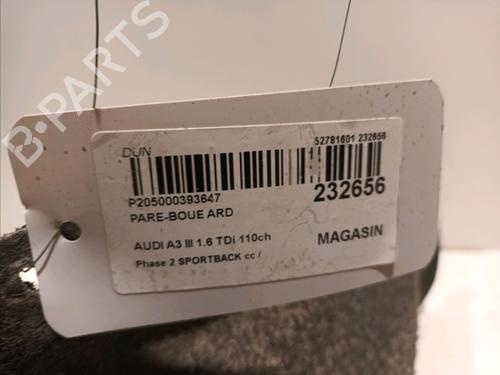 B-PARTS
DUN
52781601 232656
P205000393647
232656
PARE-BOUE ARD
AUDI A3 III 1.6 TDi 110ch
MAGASIN
Phase 2 SPORTBACK cc /